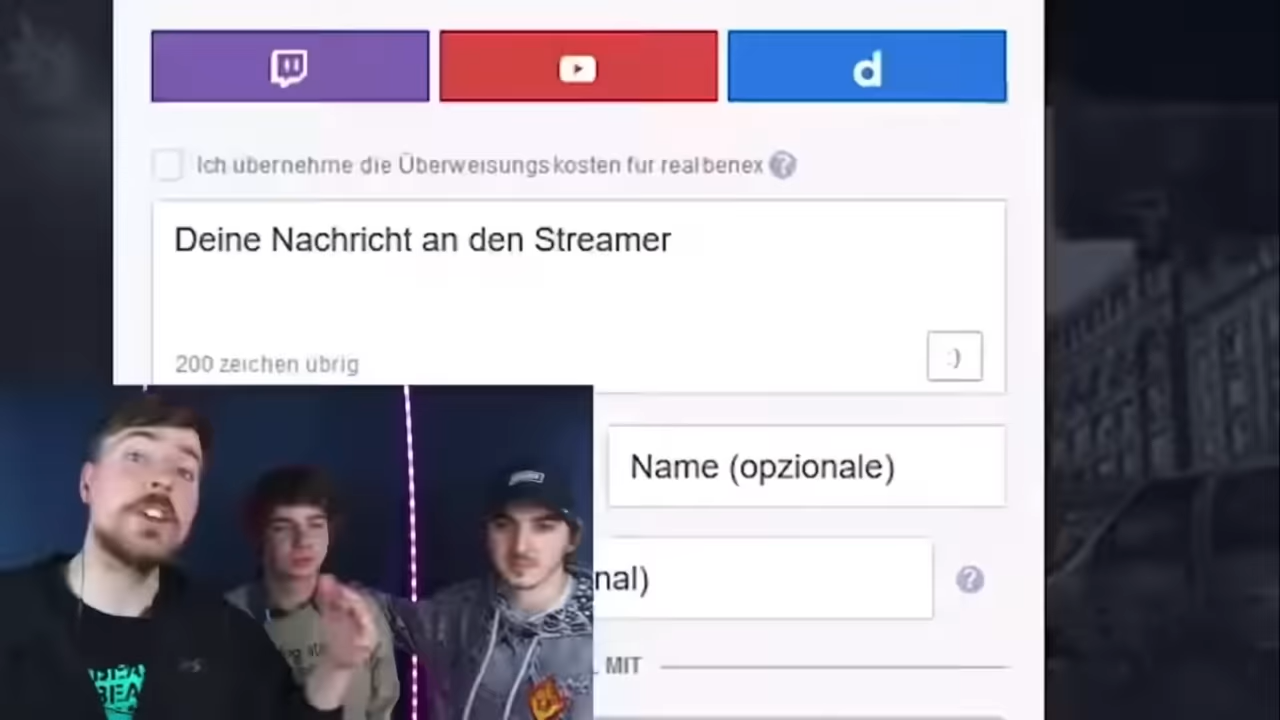 Ich ubernehme die Überweisungskosten fur realbenex ?
Deine Nachricht an den Streamer
200 zeichen übrig
:)
Name (opzionale)
nal)
?
MIT